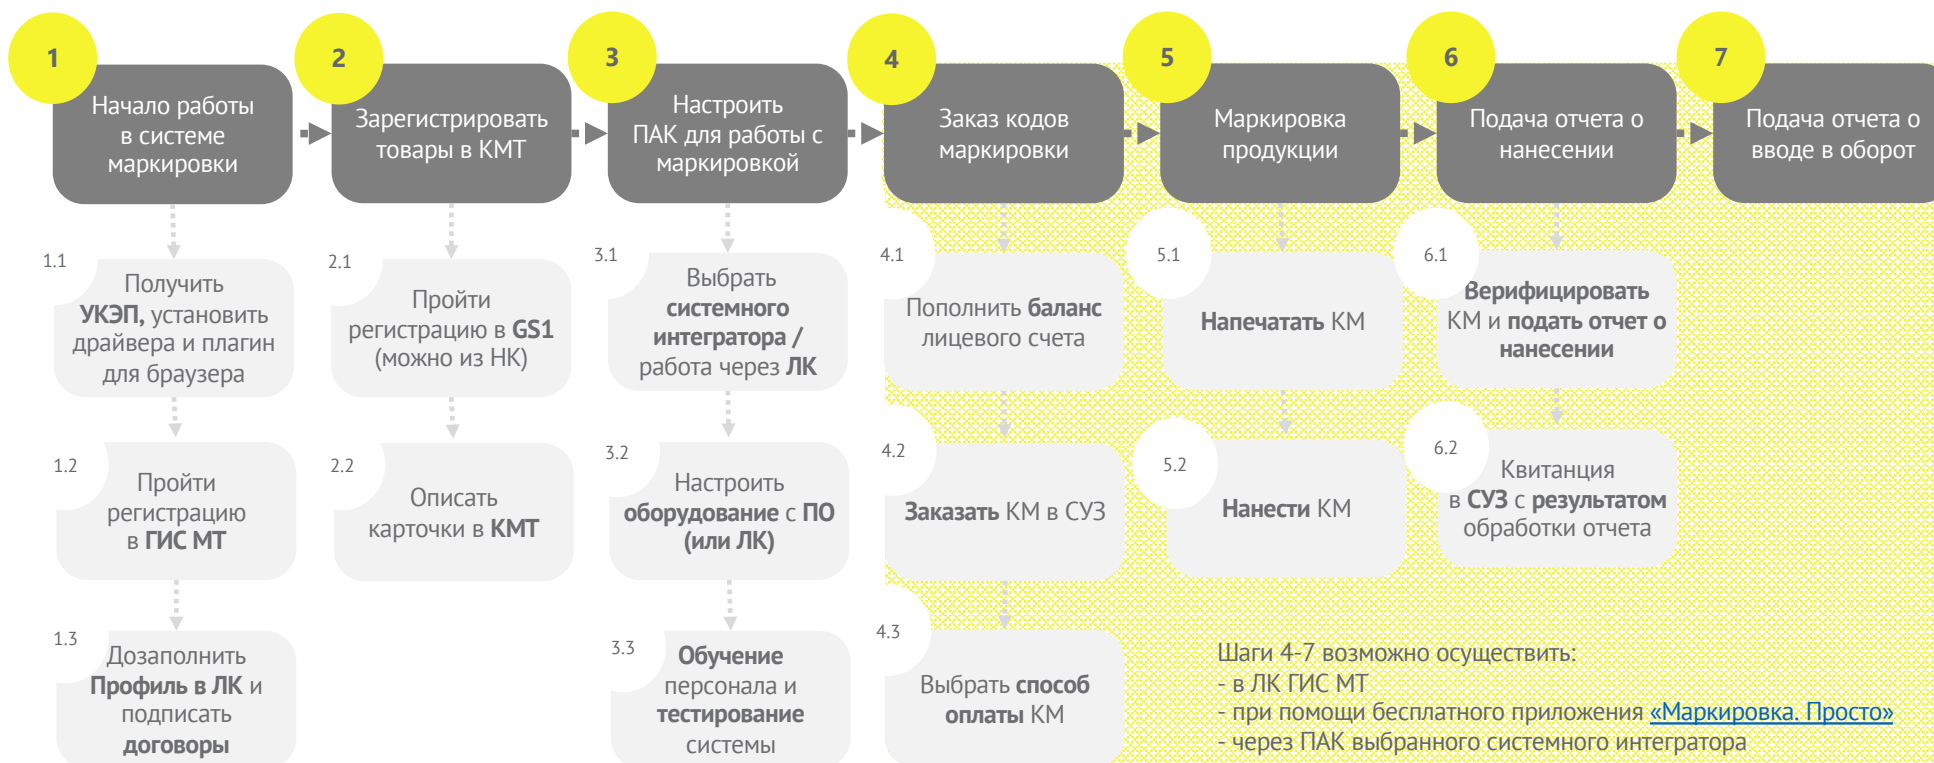 1
Начало работы
в системе
маркировки
2
Зарегистрировать
товары в КМТ
3
Настроить
ПАК для работы с
маркировкой
4
Заказ кодов
маркировки
5
Маркировка
продукции
6
Подача отчета о
нанесении
7
Подача отчета о
вводе в оборот
1.1
Получить
УКЭП, установить
драйвера и плагин
для браузера
1.2
Пройти
регистрацию
в ГИС МТ
1.3
Дозаполнить
Профиль в ЛК и
подписать
договоры
2.1
Пройти
регистрацию в GS1
(можно из НК)
2.2
Описать
карточки в КМТ
3.1
Выбрать
системного
интегратора /
работа через ЛК
3.2
Настроить
оборудование с ПО
(или ЛК)
3.3
Обучение
персонала и
тестирование
системы
4.1
Пополнить баланс
лицевого счета
4.2
Заказать КМ в СУЗ
4.3
Выбрать способ
оплаты КМ
5.1
Напечатать КМ
5.2
Нанести КМ
6.1
Верифицировать
КМ и подать отчет о
нанесении
6.2
Квитанция
в СУЗ с результатом
обработки отчета
Шаги 4-7 возможно осуществить:
- в ЛК ГИС МТ
- при помощи бесплатного приложения «Маркировка. Просто»
- через ПАК выбранного системного интегратора